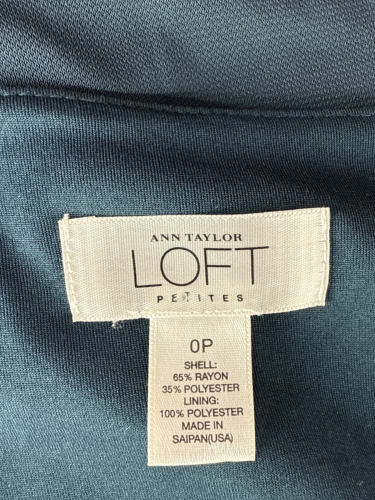 ANN TAYLOR
LOFT
PETITES
0P
SHELL:
65% RAYON
35% POLYESTER
LINING:
100% POLYESTER
MADE IN
SAIPAN(USA)